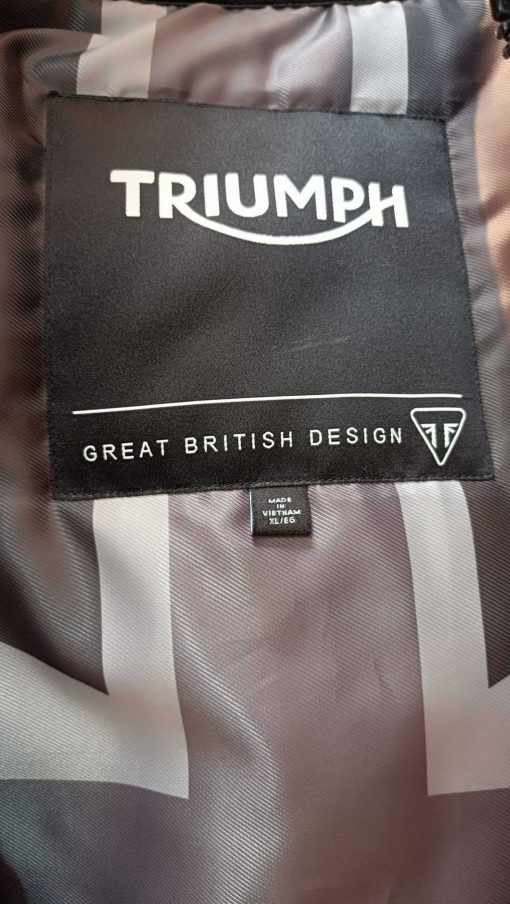 TRIUMPH
GREAT BRITISH DESIGN
MADE
IN
VIETNAM
XL/EG